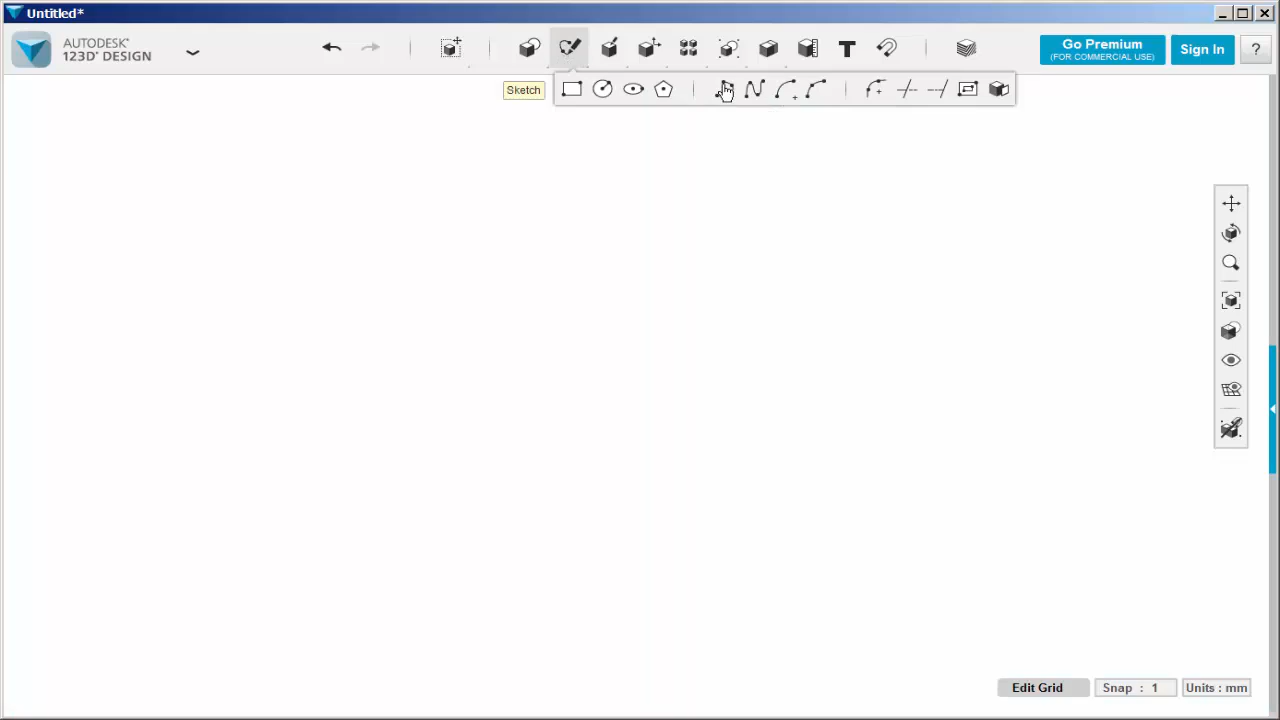 Untitled*
AUTODESK®
123D® DESIGN
T
Go Premium
(FOR COMMERCIAL USE)
Sign In
?
Sketch
Edit Grid
Snap : 1
Units : mm